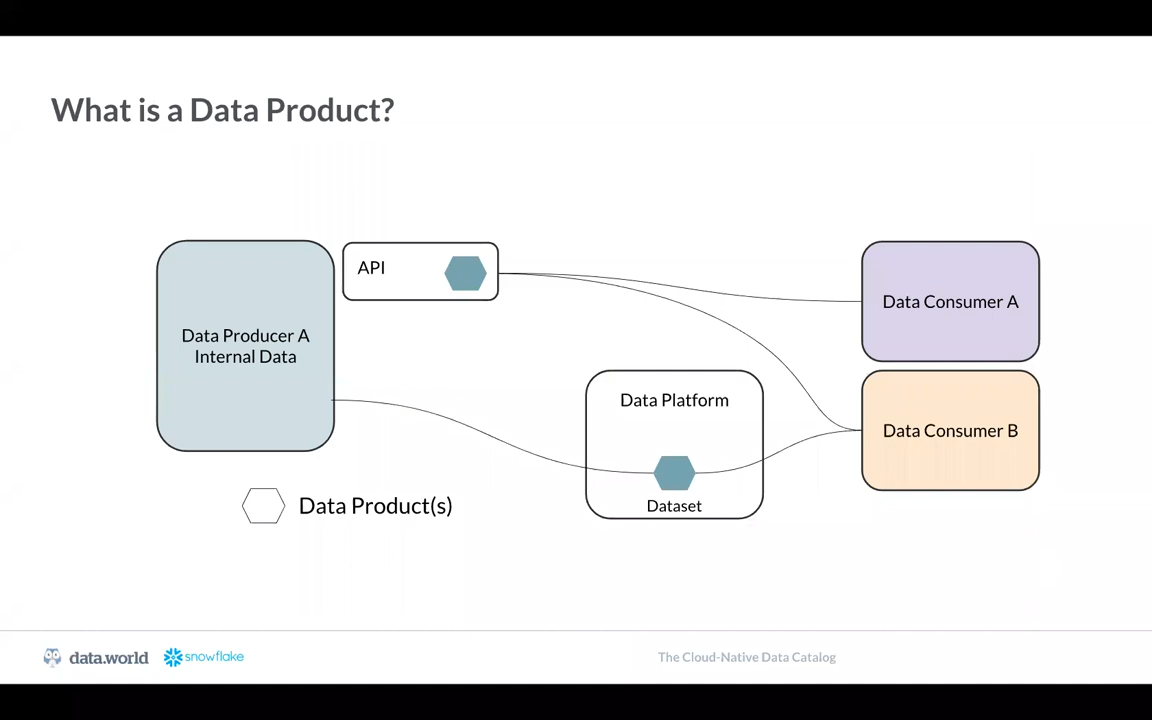 What is a Data Product?
API
Data Producer A
Internal Data
Data Consumer A
Data Platform
Data Consumer B
Dataset
Data Product(s)
data.world
snowflake
The Cloud-Native Data Catalog